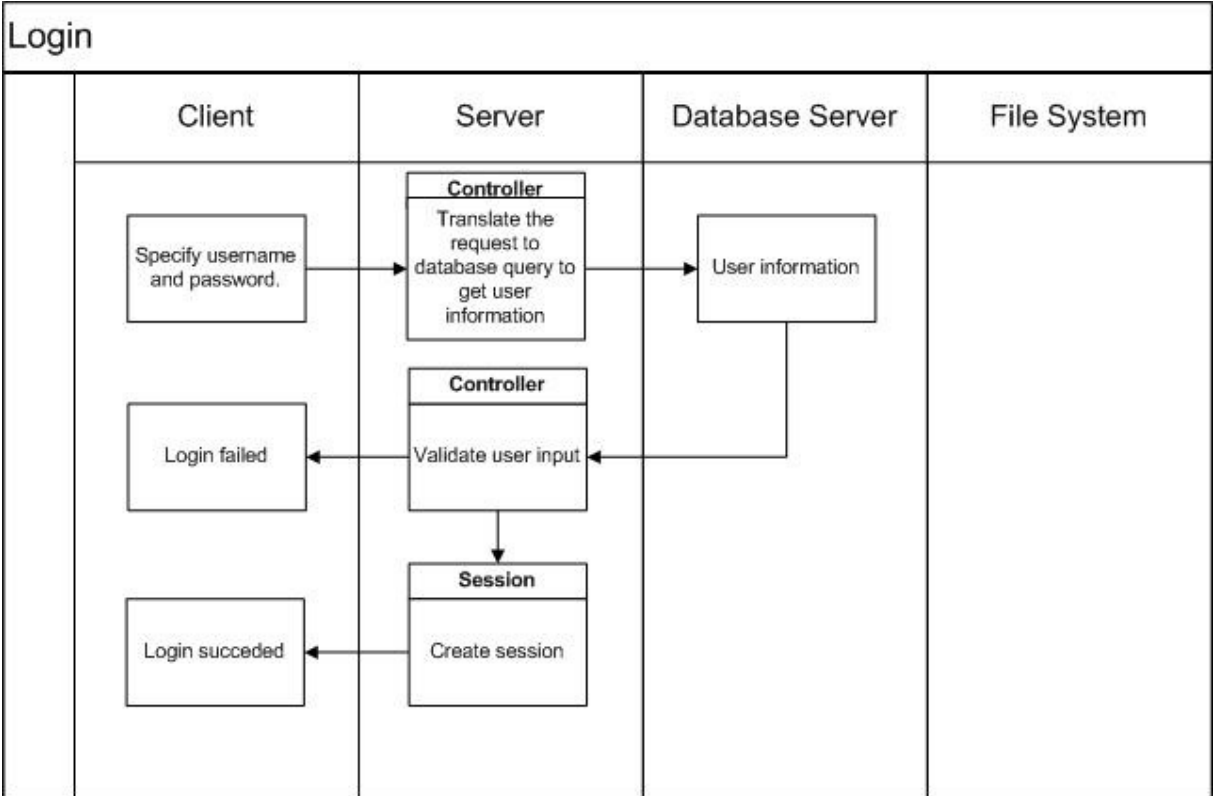 Login
Client
Server
Database Server
File System
Specify username
and password.
Controller
Translate the
request to
database query to
get user
information
User information
Login failed
Controller
Validate user input
Login succeded
Session
Create session